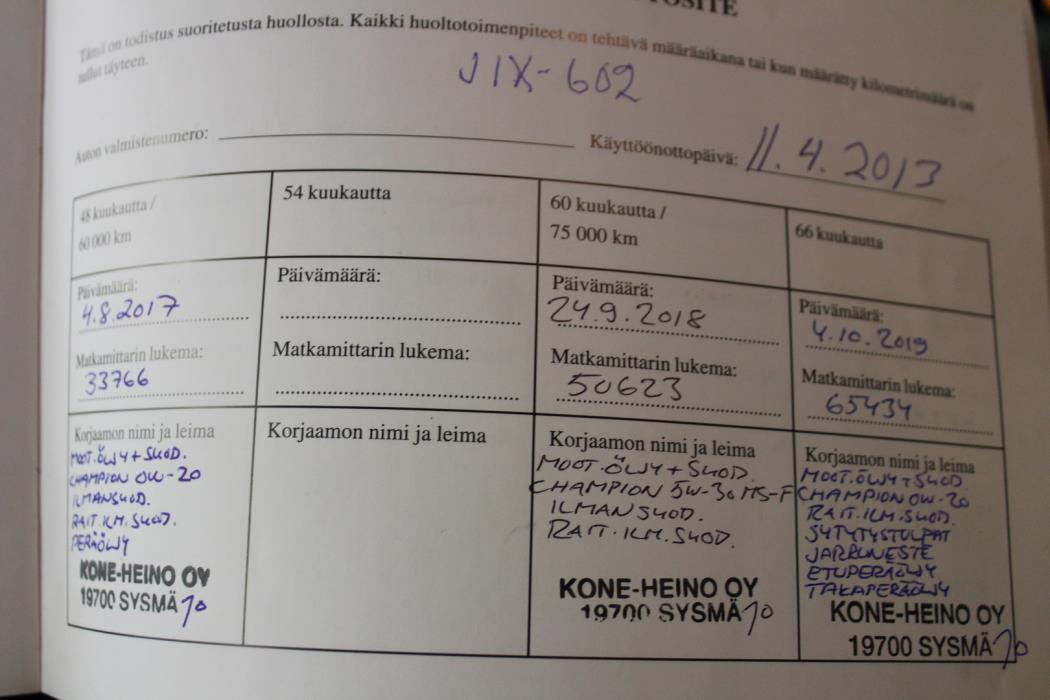 TOSITE
Tämä on todistus suoritetusta huollosta. Kaikki huoltotoimenpiteet on tehtävä määräaikana tai kun määrätty kilometrimäärä on
tullut täyteen.
JIX-602
Auton valmistenumero:
Käyttöönottopäivä: 11.4.2013
48 kuukautta /
60 000 km
Päivämäärä:
4.8.2017
Matkamittarin lukema:
33766
Korjaamon nimi ja leima
MOOT.ÖLJY + SUOD.
CHAMPION 0W-20
ILMANSUOD.
RAIT.ILM.SUOD.
PERÄÖLJY
KONE-HEINO OY
19700 SYSMÄ
54 kuukautta
Päivämäärä:
Matkamittarin lukema:
Korjaamon nimi ja leima
60 kuukautta /
75 000 km
Päivämäärä:
24.9.2018
Matkamittarin lukema:
50623
Korjaamon nimi ja leima
MOOT.ÖLJY + SUOD.
CHAMPION 5W-30 MS-F
ILMANSUOD.
RAIT.ILM.SUOD.
KONE-HEINO OY
19700 SYSMÄ
66 kuukautta
Päivämäärä:
4.10.2019
Matkamittarin lukema:
65434
Korjaamon nimi ja leima
MOOT.ÖLJY + SUOD
CHAMPION 0W-20
RAIT.ILM.SUOD.
SYTYTYSTULPAT
JARRUNESTE
ETUPERÄÖLJY
TAKAPERÄÖLJY
KONE-HEINO OY
19700 SYSMÄ